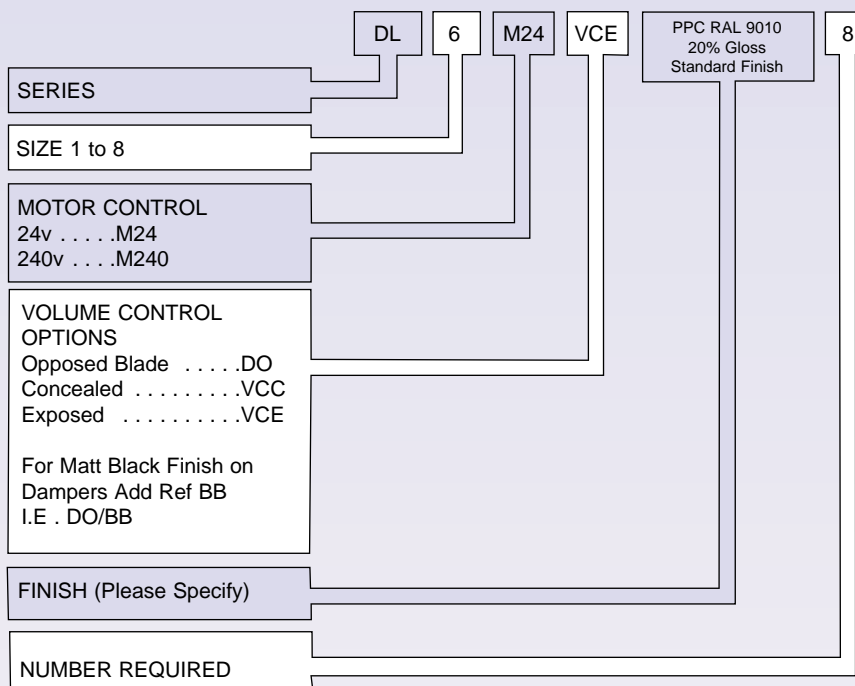 DL 6 M24 VCE PPC RAL 9010 8
20% Gloss
Standard Finish
SERIES
SIZE 1 to 8
MOTOR CONTROL
24v . . . . .M24
240v . . . .M240
VOLUME CONTROL
OPTIONS
Opposed Blade . . . . .DO
Concealed . . . . . . . . .VCC
Exposed . . . . . . . . . .VCE
For Matt Black Finish on
Dampers Add Ref BB
I.E . DO/BB
FINISH (Please Specify)
NUMBER REQUIRED